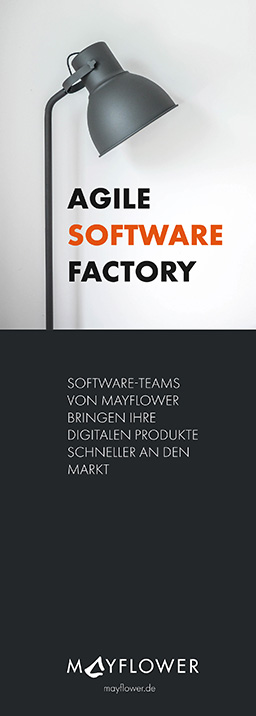 AGILE
SOFTWARE
FACTORY
SOFTWARE-TEAMS
VON MAYFLOWER
BRINGEN IHRE
DIGITALEN PRODUKTE
SCHNELLER AN DEN
MARKT
MAYFLOWER
mayflower.de